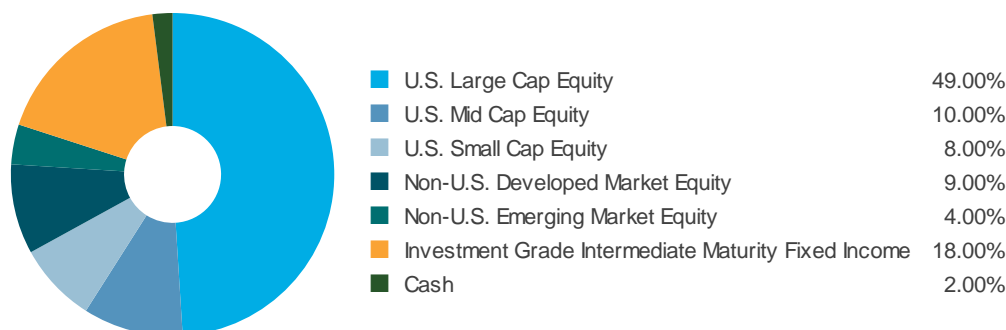 U.S. Large Cap Equity 49.00%
U.S. Mid Cap Equity 10.00%
U.S. Small Cap Equity 8.00%
Non-U.S. Developed Market Equity 9.00%
Non-U.S. Emerging Market Equity 4.00%
Investment Grade Intermediate Maturity Fixed Income 18.00%
Cash 2.00%